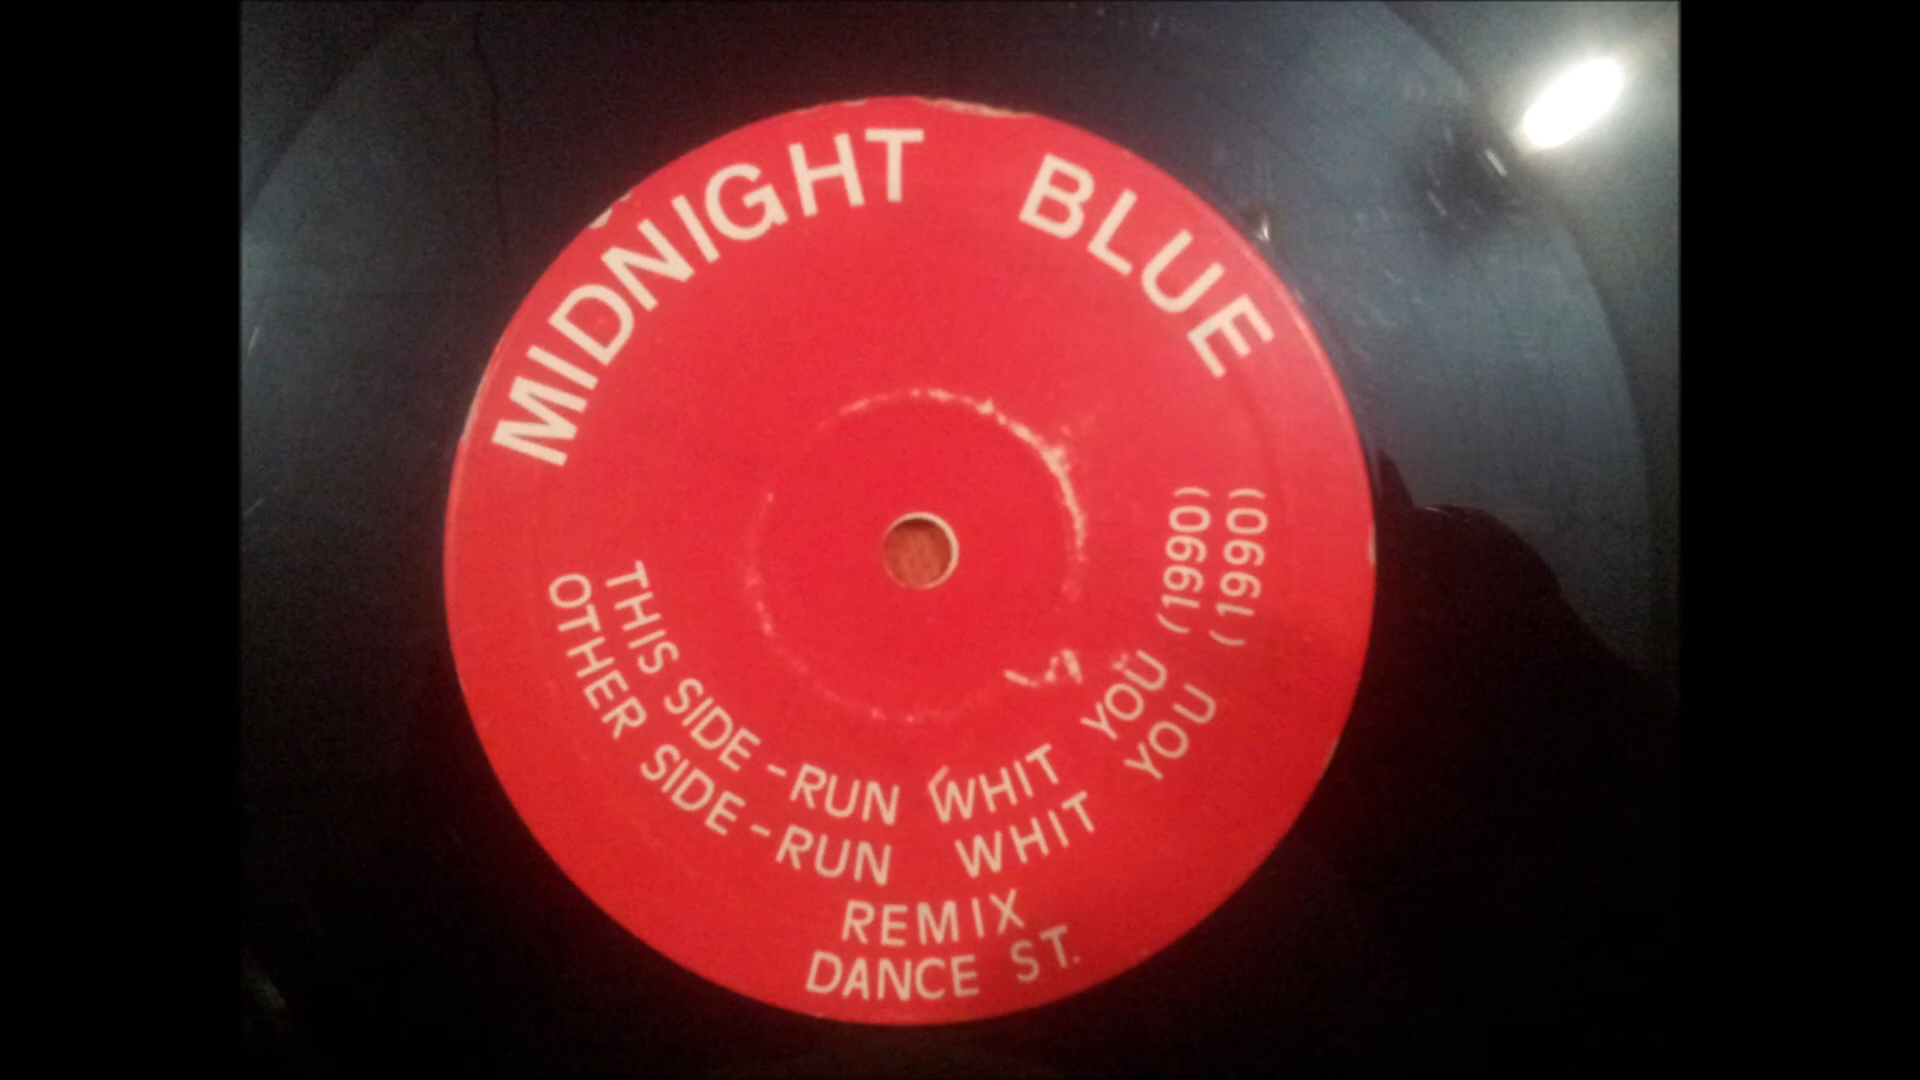 MIDNIGHT BLUE
THIS SIDE - RUN WHIT YOU (1990)
OTHER SIDE - RUN WHIT YOU (1990)
REMIX
DANCE ST.